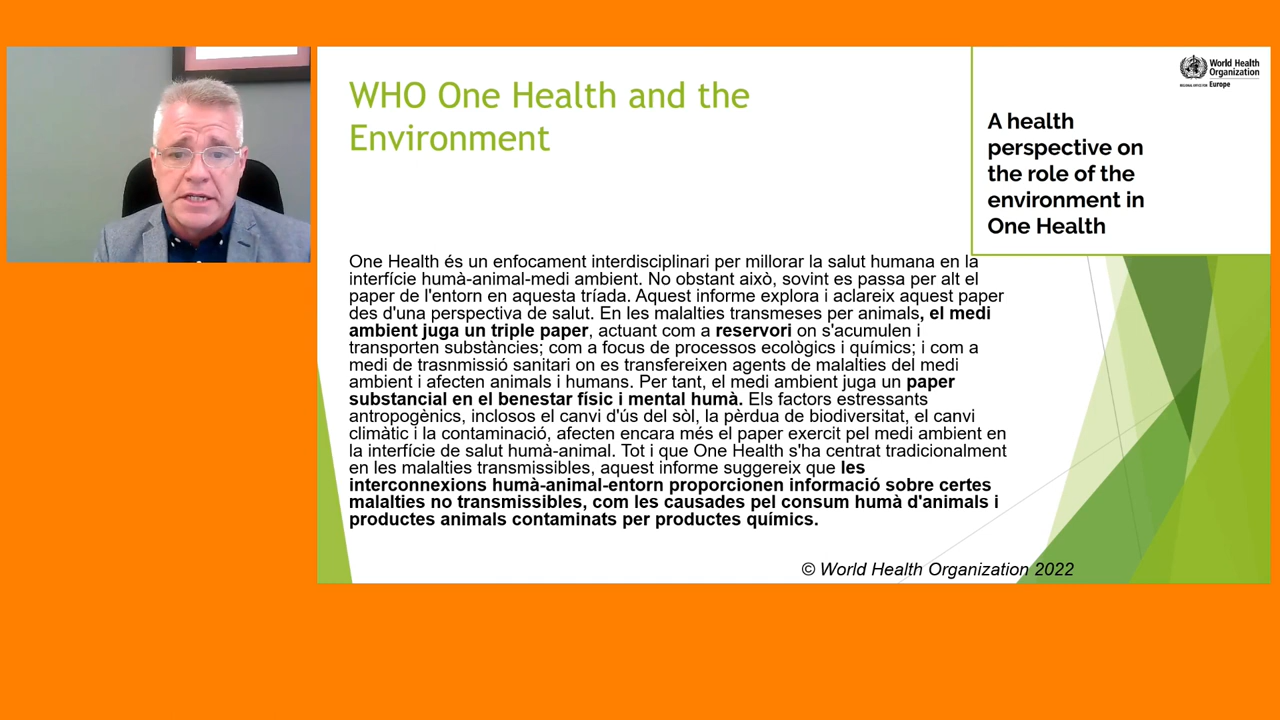 WHO One Health and the
Environment
World Health
Organization
REGIONAL OFFICE FOR Europe
A health
perspective on
the role of the
environment in
One Health
One Health és un enfocament interdisciplinari per millorar la salut humana en la
interfície humà-animal-medi ambient. No obstant això, sovint es passa per alt el
paper de l'entorn en aquesta tríada. Aquest informe explora i aclareix aquest paper
des d'una perspectiva de salut. En les malalties transmeses per animals, el medi
ambient juga un triple paper, actuant com a reservori on s'acumulen i
transporten substàncies; com a focus de processos ecològics i químics; i com a
medi de trasnmissió sanitari on es transfereixen agents de malalties del medi
ambient i afecten animals i humans. Per tant, el medi ambient juga un paper
substancial en el benestar físic i mental humà. Els factors estressants
antropogènics, inclosos el canvi d'ús del sòl, la pèrdua de biodiversitat, el canvi
climàtic i la contaminació, afecten encara més el paper exercit pel medi ambient en
la interfície de salut humà-animal. Tot i que One Health s'ha centrat tradicionalment
en les malalties transmissibles, aquest informe suggereix que les
interconnexions humà-animal-entorn proporcionen informació sobre certes
malalties no transmissibles, com les causades pel consum humà d'animals i
productes animals contaminats per productes químics.
© World Health Organization 2022